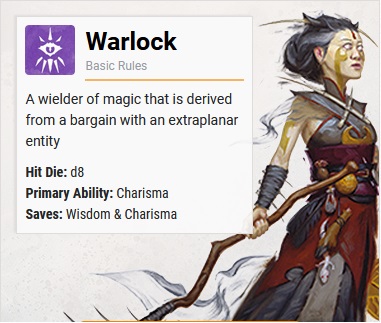 Warlock
Basic Rules
A wielder of magic that is derived
from a bargain with an extraplanar
entity
Hit Die: d8
Primary Ability: Charisma
Saves: Wisdom & Charisma